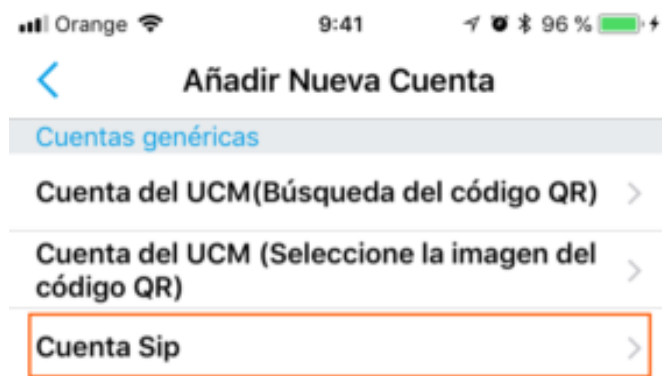 Orange 9:41 96 %
Añadir Nueva Cuenta
Cuentas genéricas
Cuenta del UCM(Búsqueda del código QR)
Cuenta del UCM (Seleccione la imagen del
código QR)
Cuenta Sip